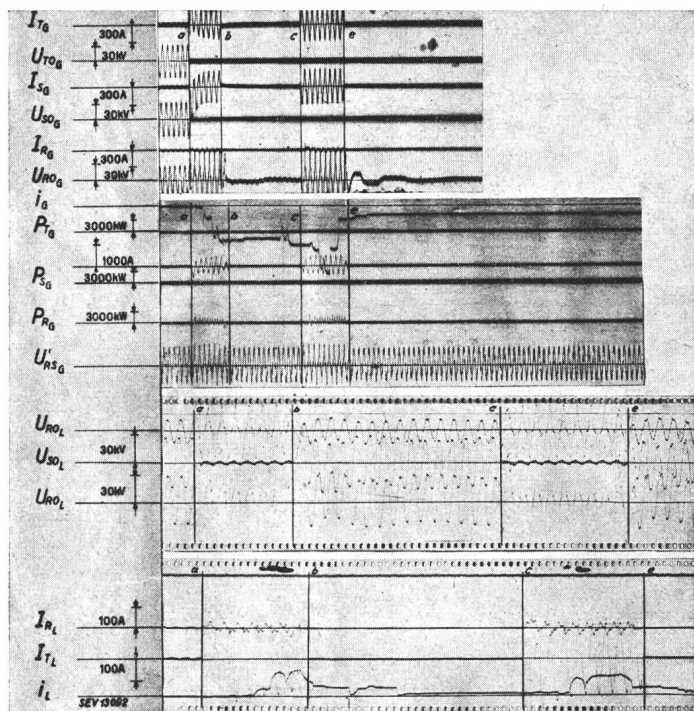 I_TG
300A
a b c e
U_TOG
30kV
I_SG
300A
U_SOG
30kV
I_RG
300A
U_ROG
30kV
i_G
P_TG
a b c e
3000kW
1000A
P_SG
3000kW
P_RG
3000kW
U'_RSG
a b c e
U_ROL
30kV
U_SOL
30kV
U_ROL
a b c e
I_RL
100A
I_TL
100A
i_L
SEV 13092